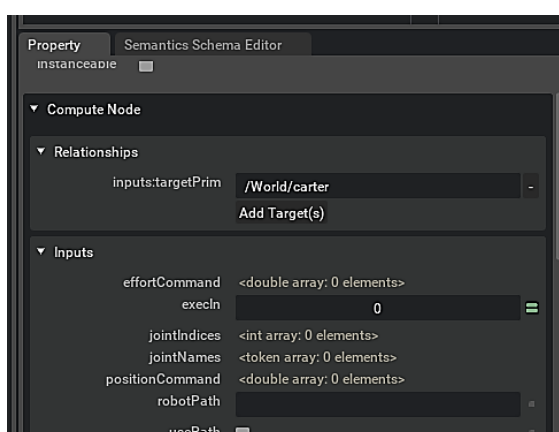 Property Semantics Schema Editor
Instanceable
Compute Node
Relationships
inputs:targetPrim /World/carter -
Add Target(s)
Inputs
effortCommand <double array: 0 elements>
execIn 0
jointIndices <int array: 0 elements>
jointNames <token array: 0 elements>
positionCommand <double array: 0 elements>
robotPath
usePath